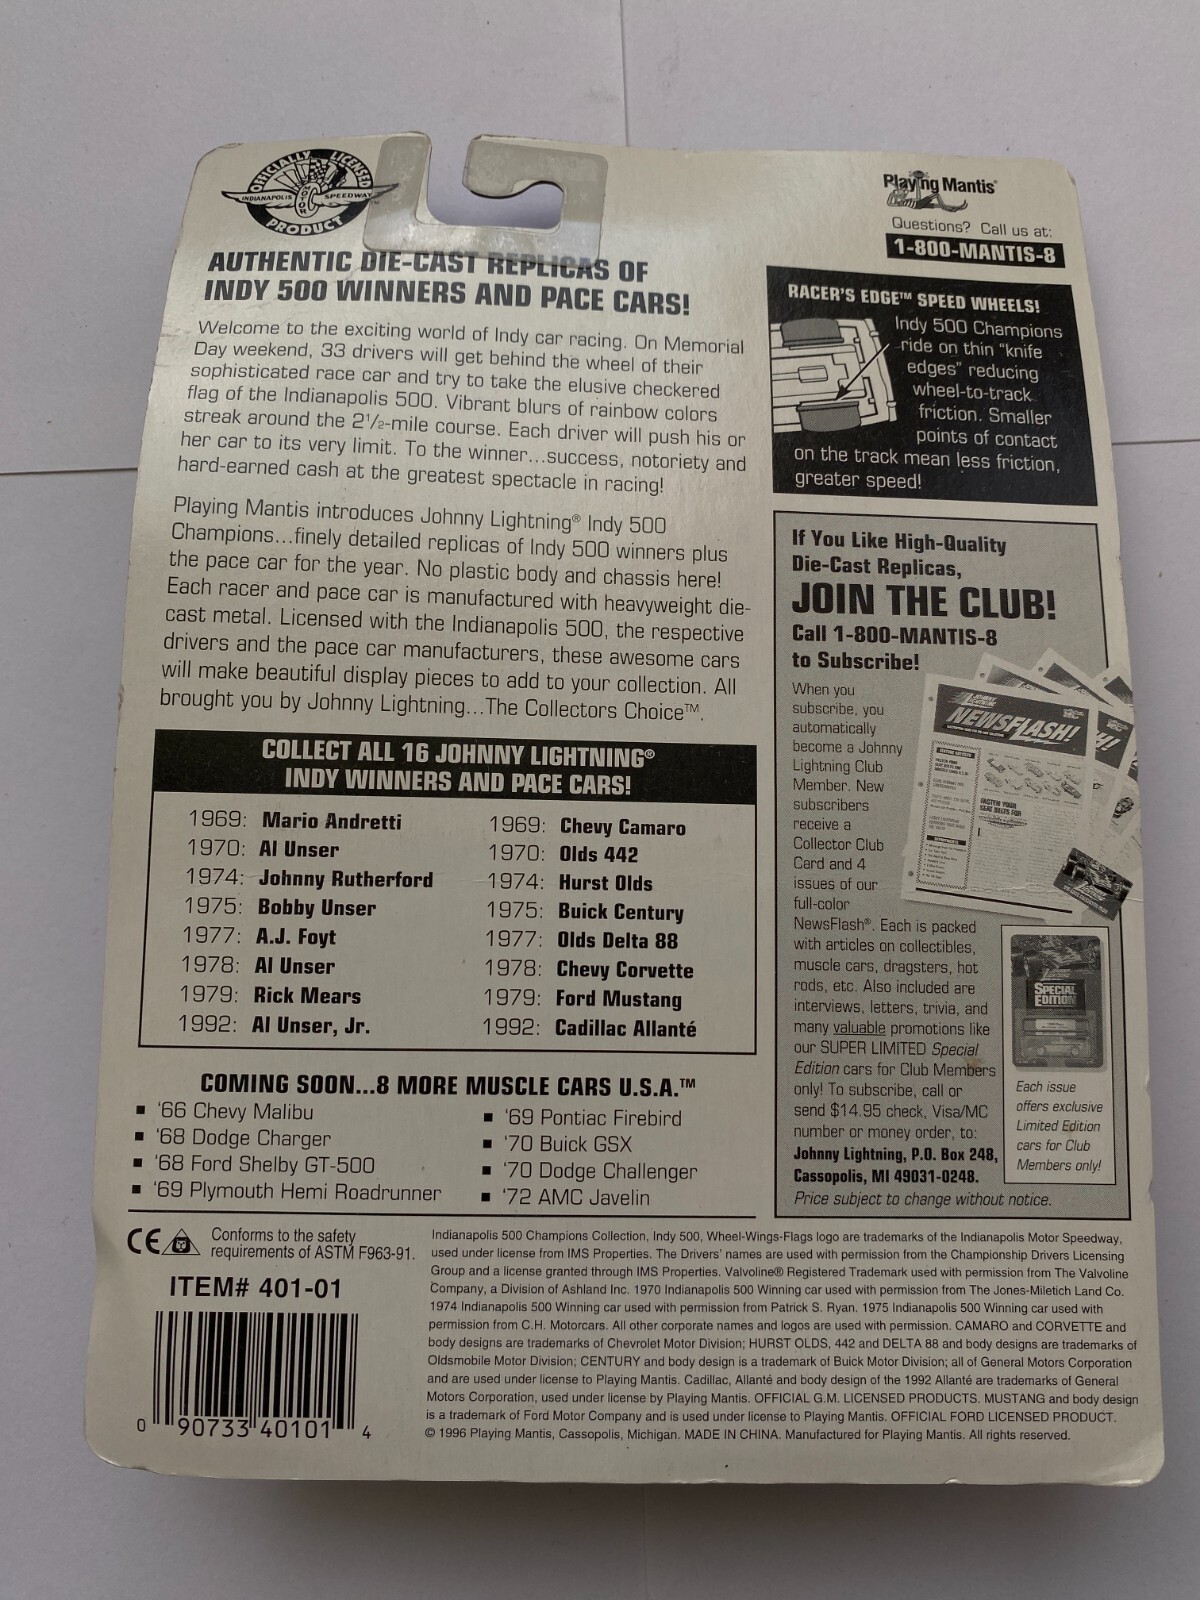 OFFICIALLY LICENSED
INDIANAPOLIS MOTOR SPEEDWAY
PRODUCT
AUTHENTIC DIE-CAST REPLICAS OF
INDY 500 WINNERS AND PACE CARS!
Welcome to the exciting world of Indy car racing. On Memorial
Day weekend, 33 drivers will get behind the wheel of their
sophisticated race car and try to take the elusive checkered
flag of the Indianapolis 500. Vibrant blurs of rainbow colors
streak around the 2½-mile course. Each driver will push his or
her car to its very limit. To the winner...success, notoriety and
hard-earned cash at the greatest spectacle in racing!
Playing Mantis introduces Johnny Lightning® Indy 500
Champions...finely detailed replicas of Indy 500 winners plus
the pace car for the year. No plastic body and chassis here!
Each racer and pace car is manufactured with heavyweight die-
cast metal. Licensed with the Indianapolis 500, the respective
drivers and the pace car manufacturers, these awesome cars
will make beautiful display pieces to add to your collection. All
brought you by Johnny Lightning...The Collectors Choice™.
COLLECT ALL 16 JOHNNY LIGHTNING®
INDY WINNERS AND PACE CARS!
1969: Mario Andretti
1970: Al Unser
1974: Johnny Rutherford
1975: Bobby Unser
1977: A.J. Foyt
1978: Al Unser
1979: Rick Mears
1992: Al Unser, Jr.
1969: Chevy Camaro
1970: Olds 442
1974: Hurst Olds
1975: Buick Century
1977: Olds Delta 88
1978: Chevy Corvette
1979: Ford Mustang
1992: Cadillac Allanté
COMING SOON...8 MORE MUSCLE CARS U.S.A.™
▪ '66 Chevy Malibu
▪ '68 Dodge Charger
▪ '68 Ford Shelby GT-500
▪ '69 Plymouth Hemi Roadrunner
▪ '69 Pontiac Firebird
▪ '70 Buick GSX
▪ '70 Dodge Challenger
▪ '72 AMC Javelin
Playing Mantis®
Questions? Call us at:
1-800-MANTIS-8
RACER'S EDGE™ SPEED WHEELS!
Indy 500 Champions
ride on thin "knife
edges" reducing
wheel-to-track
friction. Smaller
points of contact
on the track mean less friction,
greater speed!
If You Like High-Quality
Die-Cast Replicas,
JOIN THE CLUB!
Call 1-800-MANTIS-8
to Subscribe!
When you
subscribe, you
automatically
become a Johnny
Lightning Club
Member. New
subscribers
receive a
Collector Club
Card and 4
issues of our
full-color
NewsFlash®. Each is packed
with articles on collectibles,
muscle cars, dragsters, hot
rods, etc. Also included are
interviews, letters, trivia, and
many valuable promotions like
our SUPER LIMITED Special
Edition cars for Club Members
only! To subscribe, call or
send $14.95 check, Visa/MC
number or money order, to:
Johnny Lightning, P.O. Box 248,
Cassopolis, MI 49031-0248.
Price subject to change without notice.
NEWSFLASH!
SPECIAL
EDITION
Each issue
offers exclusive
Limited Edition
cars for Club
Members only!
CE
Conforms to the safety
requirements of ASTM F963-91.
ITEM# 401-01
0 90733 40101 4
Indianapolis 500 Champions Collection, Indy 500, Wheel-Wings-Flags logo are trademarks of the Indianapolis Motor Speedway,
used under license from IMS Properties. The Drivers' names are used with permission from the Championship Drivers Licensing
Group and a license granted through IMS Properties. Valvoline® Registered Trademark used with permission from The Valvoline
Company, a Division of Ashland Inc. 1970 Indianapolis 500 Winning car used with permission from The Jones-Miletich Land Co.
1974 Indianapolis 500 Winning car used with permission from Patrick S. Ryan. 1975 Indianapolis 500 Winning car used with
permission from C.H. Motorcars. All other corporate names and logos are used with permission. CAMARO and CORVETTE and
body designs are trademarks of Chevrolet Motor Division; HURST OLDS, 442 and DELTA 88 and body designs are trademarks of
Oldsmobile Motor Division; CENTURY and body design is a trademark of Buick Motor Division; all of General Motors Corporation
and are used under license to Playing Mantis. Cadillac, Allanté and body design of the 1992 Allanté are trademarks of General
Motors Corporation, used under license by Playing Mantis. OFFICIAL G.M. LICENSED PRODUCTS. MUSTANG and body design
is a trademark of Ford Motor Company and is used under license to Playing Mantis. OFFICIAL FORD LICENSED PRODUCT.
© 1996 Playing Mantis, Cassopolis, Michigan. MADE IN CHINA. Manufactured for Playing Mantis. All rights reserved.